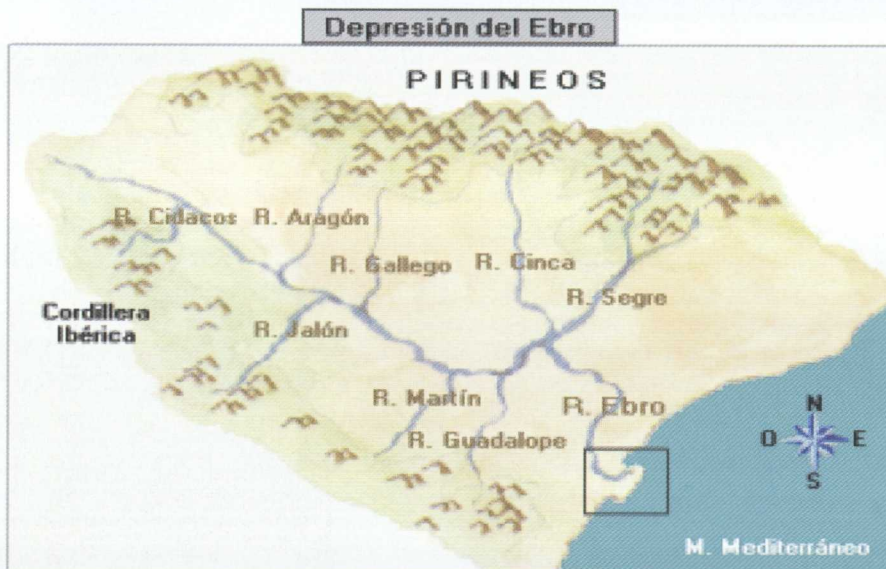 Depresión del Ebro
PIRINEOS
R. Cidacos
R. Aragón
R. Gallego
R. Cinca
R. Segre
Cordillera
Ibérica
R. Jalón
R. Martín
R. Ebro
R. Guadalope
N
O
E
S
M. Mediterráneo